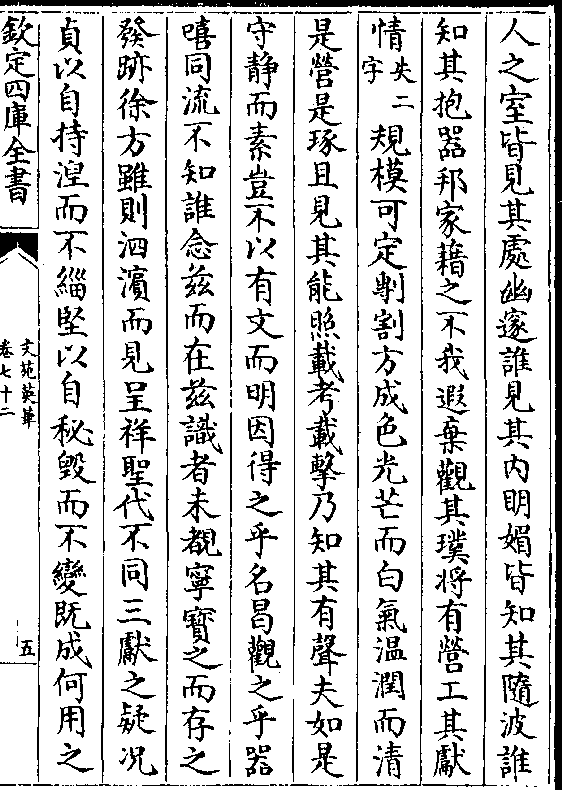 人之室皆見其處幽邃誰見其内明媚皆知其隨波誰
知其抱器邦家藉之不我遐棄觀其璞將有營工其獻
情失二字規模可定剸割方成色光芒而白氣温潤而清
是營是琢且見其能照載考載擊乃知其有聲夫如是
守静而素豈不以有文而明因得之乎名昌觀之乎器
嘻同流不知誰念兹而在兹識者未覩寧寶之而存之
發跡徐方雖則泗濵而見呈祥聖代不同三獻之疑况
貞以自持湼而不緇堅以自秘毁而不變既成何用之
欽定四庫全書
文苑英華
卷七十二
五